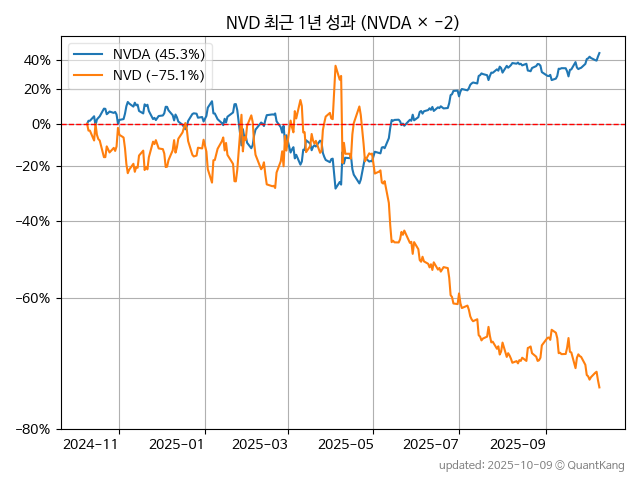 NVD 최근 1년 성과 (NVDA × −2)
NVDA (45.3%)
NVD (−75.1%)
40%
20%
0%
−20%
−40%
−60%
−80%
2024−11 2025−01 2025−03 2025−05 2025−07 2025−09
updated: 2025-10-09 © QuantKang